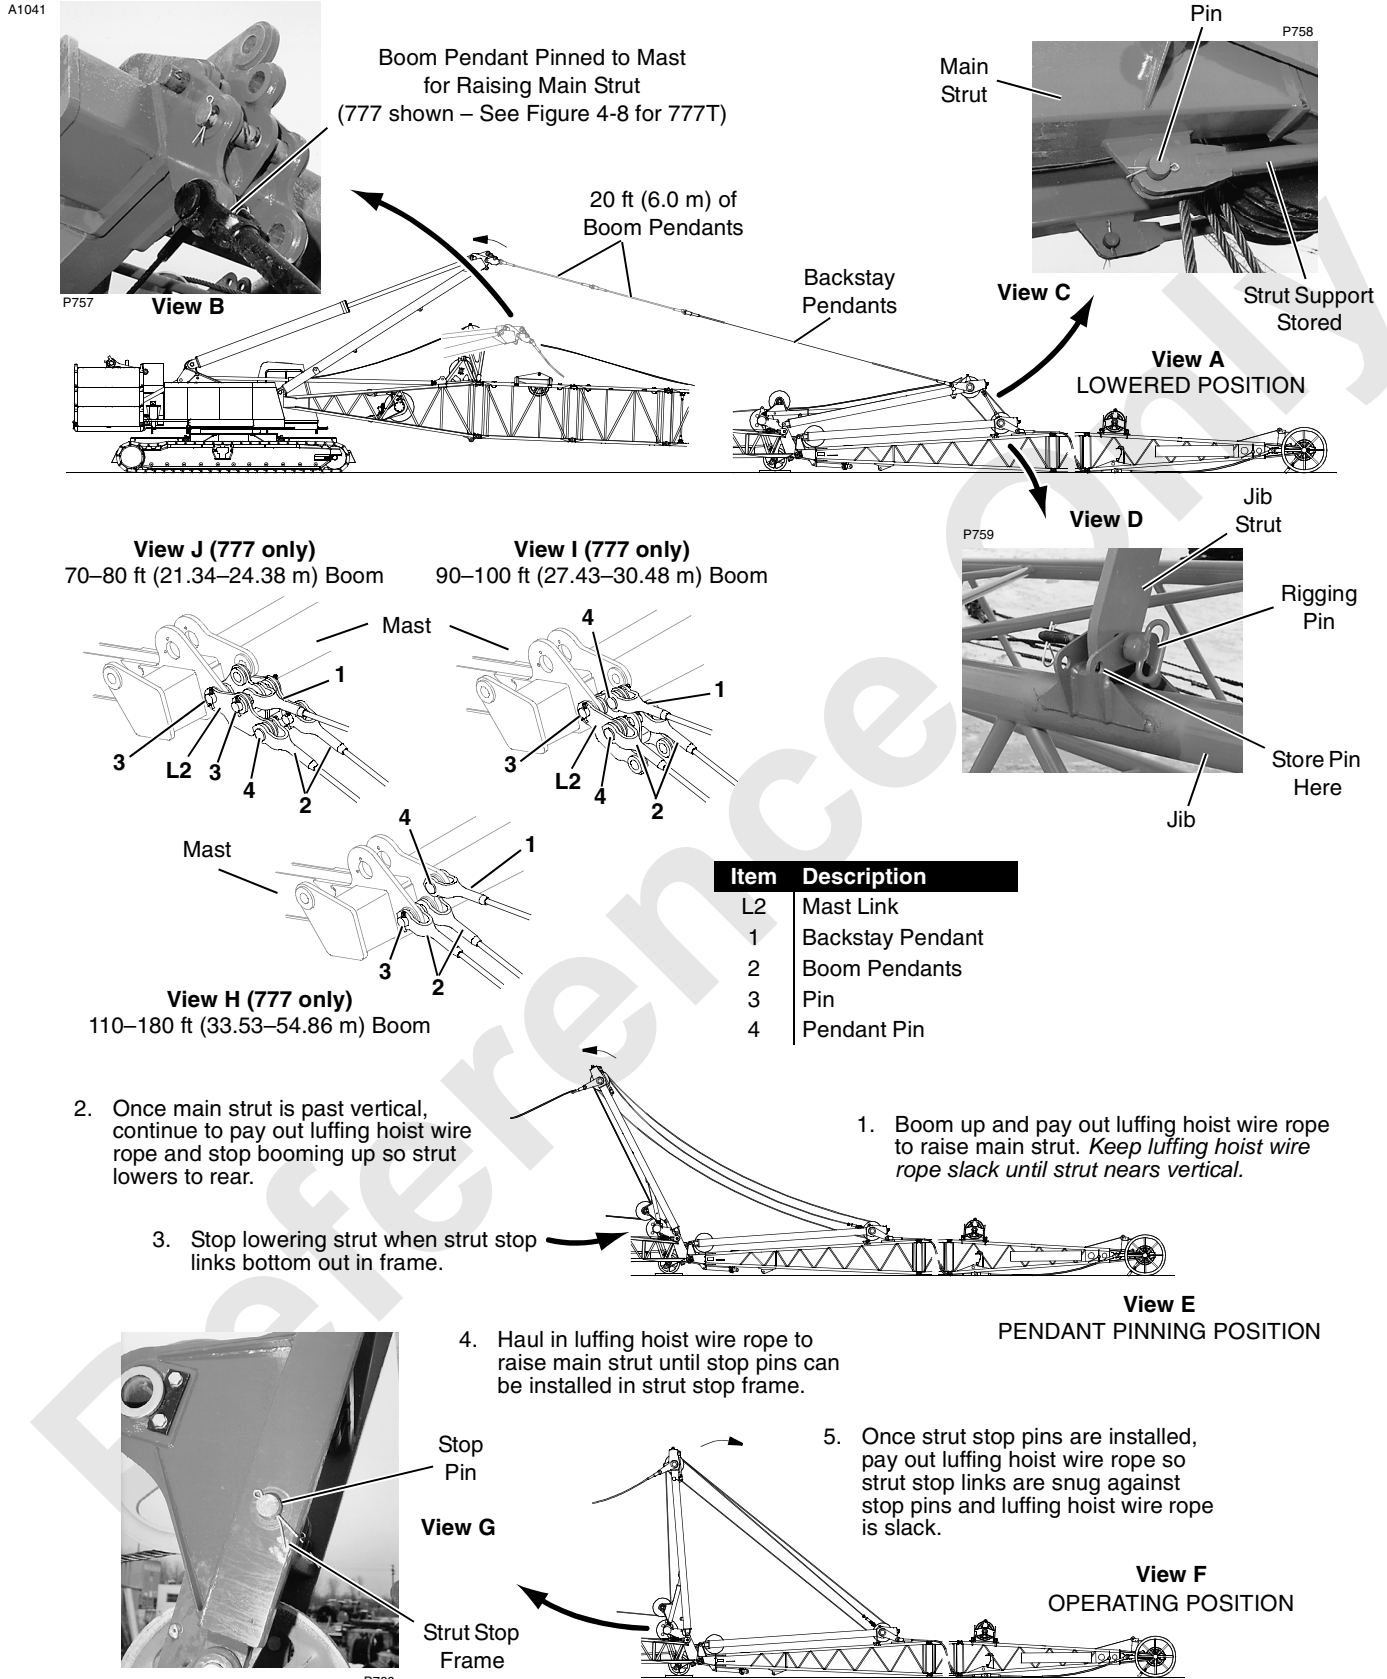 A1041
Boom Pendant Pinned to Mast
for Raising Main Strut
(777 shown – See Figure 4-8 for 777T)
P757
View B
20 ft (6.0 m) of
Boom Pendants
Backstay
Pendants
Pin
P758
Main
Strut
View C
Strut Support
Stored
View A
LOWERED POSITION
View D
P759
Jib
Strut
Rigging
Pin
Store Pin
Here
Jib
View J (777 only)
70–80 ft (21.34–24.38 m) Boom
View I (777 only)
90–100 ft (27.43–30.48 m) Boom
Mast
1
3
L2
3
4
2
4
1
3
L2
4
2
Mast
4
1
3
2
View H (777 only)
110–180 ft (33.53–54.86 m) Boom
Item Description
L2 Mast Link
1 Backstay Pendant
2 Boom Pendants
3 Pin
4 Pendant Pin
1. Boom up and pay out luffing hoist wire rope
to raise main strut. Keep luffing hoist wire
rope slack until strut nears vertical.
2. Once main strut is past vertical,
continue to pay out luffing hoist wire
rope and stop booming up so strut
lowers to rear.
3. Stop lowering strut when strut stop
links bottom out in frame.
View E
PENDANT PINNING POSITION
4. Haul in luffing hoist wire rope to
raise main strut until stop pins can
be installed in strut stop frame.
5. Once strut stop pins are installed,
pay out luffing hoist wire rope so
strut stop links are snug against
stop pins and luffing hoist wire rope
is slack.
Stop
Pin
View G
Strut Stop
Frame
View F
OPERATING POSITION
Reference Only